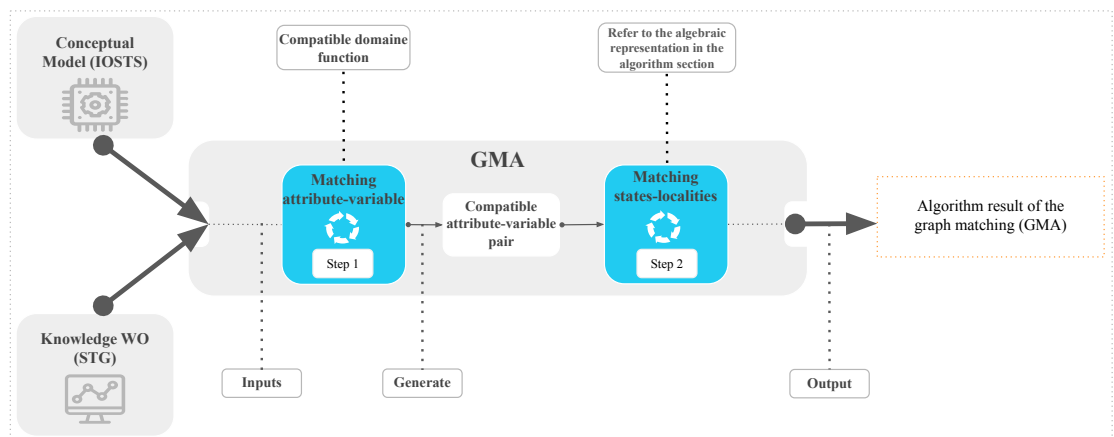 Conceptual
Model (IOSTS)
Compatible domaine
function
Refer to the algebraic
representation in the
algorithm section
GMA
Matching
attribute-variable
Step 1
Compatible
attribute-variable
pair
Matching
states-localities
Step 2
Algorithm result of the
graph matching (GMA)
Knowledge WO
(STG)
Inputs
Generate
Output